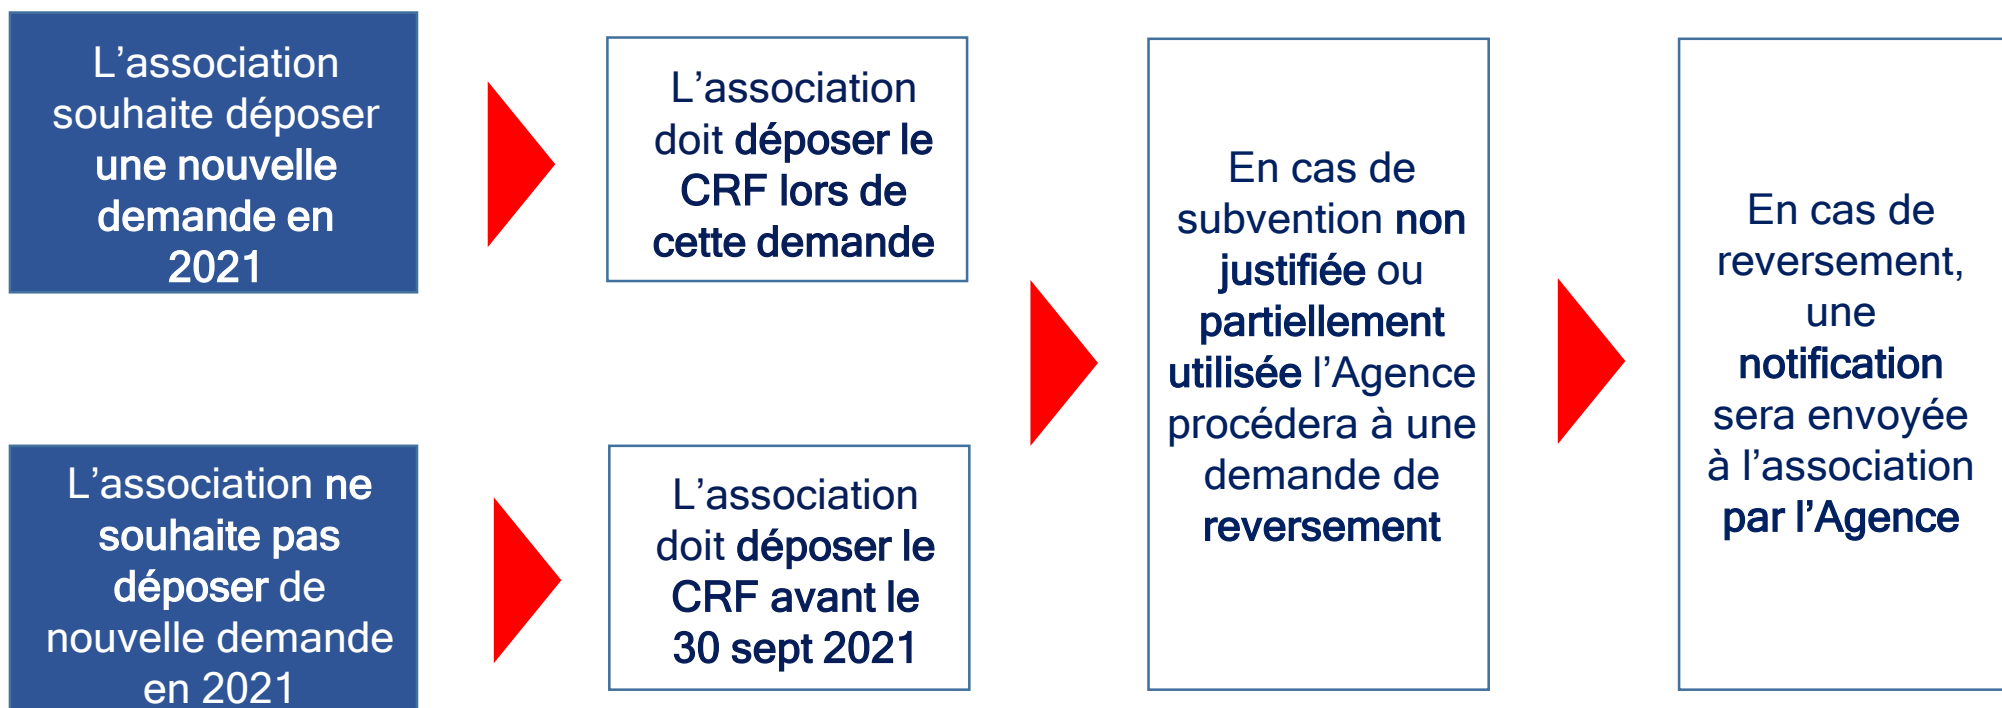 L’association
souhaite déposer
une nouvelle
demande en
2021
L’association
doit déposer le
CRF lors de
cette demande
L’association ne
souhaite pas
déposer de
nouvelle demande
en 2021
L’association
doit déposer le
CRF avant le
30 sept 2021
En cas de
subvention non
justifiée ou
partiellement
utilisée l’Agence
procédera à une
demande de
reversement
En cas de
reversement,
une
notification
sera envoyée
à l’association
par l’Agence